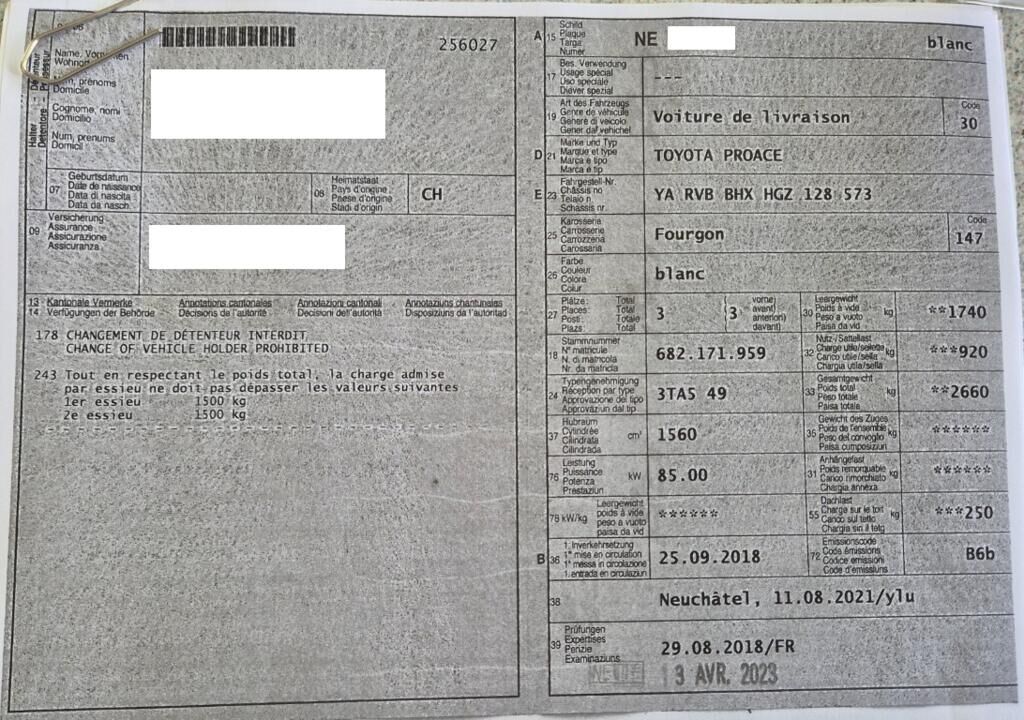 256027
Name, Vornamen
Wohnort
Nom, prénoms
Domicile
Cognome, nomi
Domicilio
Num, prenums
Domicil
07 Geburtsdatum
Date de naissance
Data di nascita
Data da nasch.
08 Heimatstaat
Pays d'origine
Paese d'origine
Stadi d'origin
CH
09 Versicherung
Assurance
Assicurazione
Assicuranza
13 Kantonale Vermerke Annotations cantonales Annotazioni cantonali Annotaziuns chantunalas
14 Verfügungen der Behörde Décisions de l'autorité Decisioni dell'autorità Disposiziuns da l'autoritad
178 CHANGEMENT DE DÉTENTEUR INTERDIT
CHANGE OF VEHICLE HOLDER PROHIBITED
243 Tout en respectant le poids total, la charge admise
par essieu ne doit pas dépasser les valeurs suivantes
1er essieu 1500 kg
2e essieu 1500 kg
A 15 Schild
Plaque
Targa
Numer
NE blanc
17 Bes. Verwendung
Usage spécial
Uso speciale
Diever spezial
---
19 Art des Fahrzeugs
Genre de véhicule
Genere di veicolo
Gener dal vehichel
Voiture de livraison
Code
30
D 21 Marke und Typ
Marque et type
Marca e tipo
Marca e tip
TOYOTA PROACE
E 23 Fahrgestell-Nr.
Châssis no
Telaio n.
Schassis nr.
YA RVB BHX HGZ 128 573
25 Karosserie
Carrosserie
Carrozzeria
Carossaria
Fourgon
Code
147
26 Farbe
Couleur
Colore
Colur
blanc
27 Plätze: Total
Places: Total
Posti: Totale
Plazs: Total
3 (3 vorne)
avant)
anteriori)
davant)
30 Leergewicht
Poids à vide
Peso a vuoto
Paisa da vid
kg
**1740
18 Stammnummer
N° matricule
N. di matricola
Nr. da matricla
682.171.959
32 Nutz-/Sattellast
Charge utile/sellette
Carico utile/sella
Chargia utila/sella
kg
***920
24 Typengenehmigung
Réception par type
Approvazione del tipo
Approvaziun dal tip
3TA5 49
33 Gesamtgewicht
Poids total
Peso totale
Paisa totala
kg
**2660
37 Hubraum
Cylindrée
Cilindrata
Cilindrada
cm³
1560
35 Gewicht des Zuges
Poids de l'ensemble
Peso del convoglio
Paisa cumposiziun
kg
******
76 Leistung
Puissance
Potenza
Prestaziun
kW
85.00
31 Anhängelast
Poids remorquable
Carico rimorchiato
Chargia annexa
kg
******
78 kW/kg Leergewicht
poids à vide
peso a vuoto
paisa da vid
******
55 Dachlast
Charge sur le toit
Carico sul tetto
Chargia sin il tetg
kg
***250
B 36 1. Inverkehrsetzung
1re mise en circulation
1a messa in circolazione
1. entrada en circulaziun
25.09.2018
72 Emissionscode
Code émissions
Codice emissioni
Code d'emissiuns
B6b
38 Neuchâtel, 11.08.2021/ylu
39 Prüfungen
Expertises
Perizie
Examinaziuns
29.08.2018/FR
13 AVR. 2023